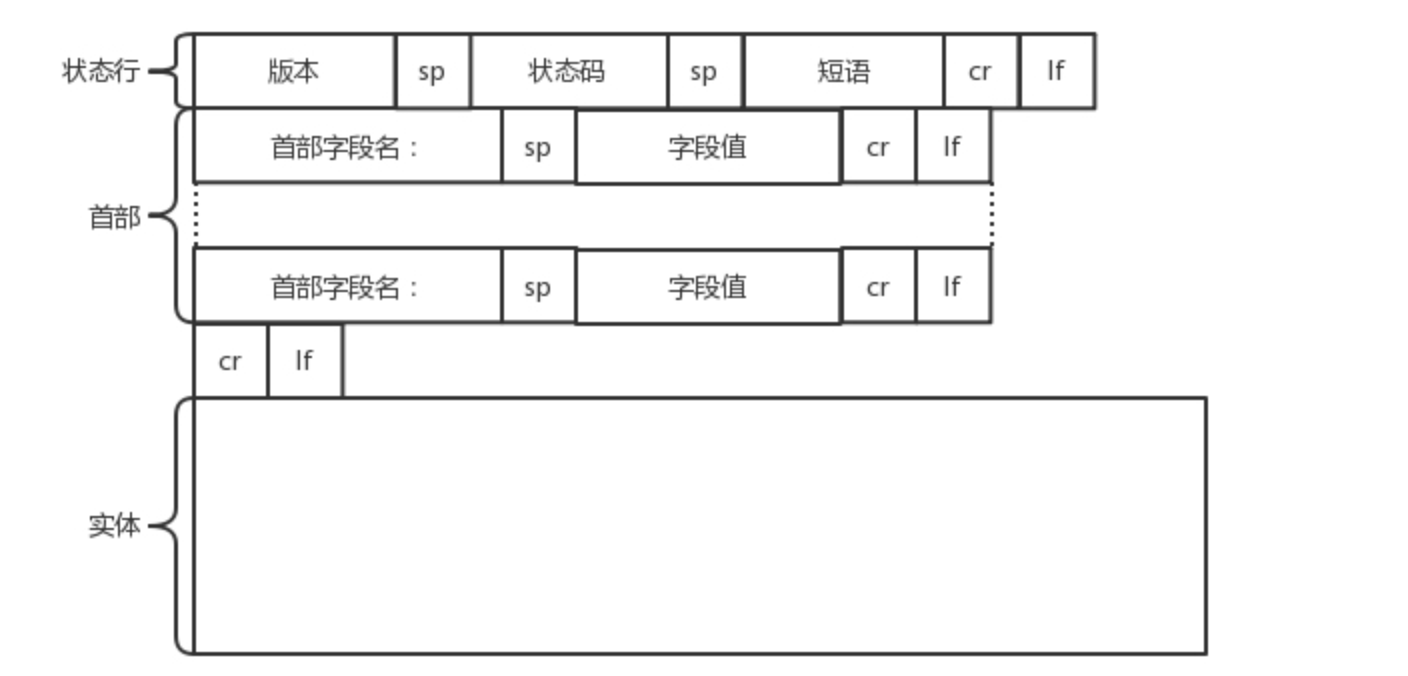 状态行 版本 sp 状态码 sp 短语 cr lf
首部字段名： sp 字段值 cr lf
首部
首部字段名： sp 字段值 cr lf
cr lf
实体